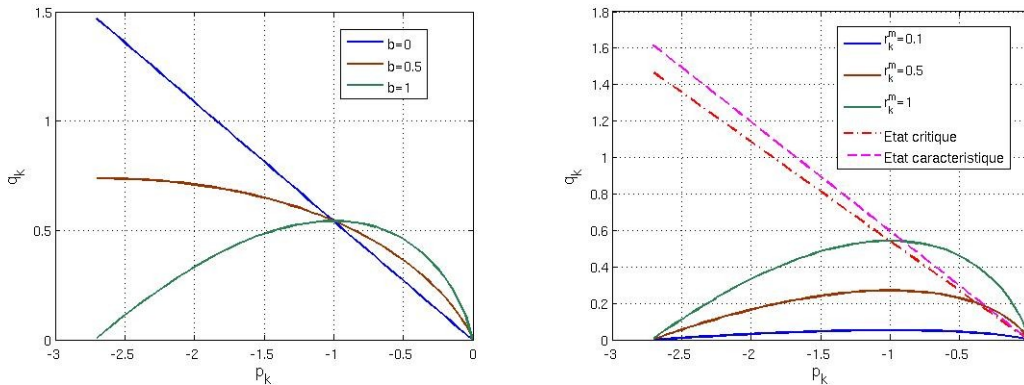 1.5
1
0.5
0
-3
-2.5
-2
-1.5
-1
-0.5
0
p_k
q_k
b=0
b=0.5
b=1
1.8
1.6
1.4
1.2
1
0.8
0.6
0.4
0.2
0
-3
-2.5
-2
-1.5
-1
-0.5
0
p_k
q_k
r_k^m=0.1
r_k^m=0.5
r_k^m=1
Etat critique
Etat caracteristique